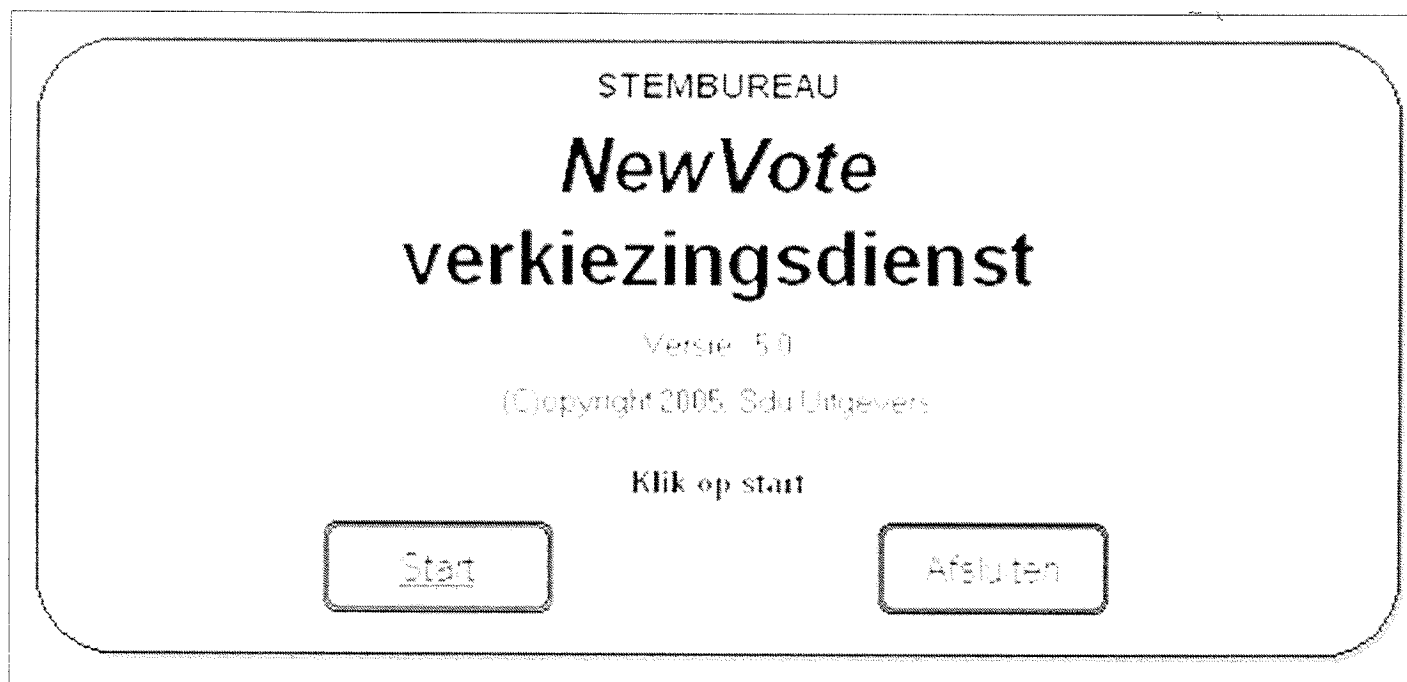 STEMBUREAU
NewVote
verkiezingsdienst
Versie 5.0
(C)opyright 2005, Sdu Uitgevers
Klik op start
Start Afsluiten